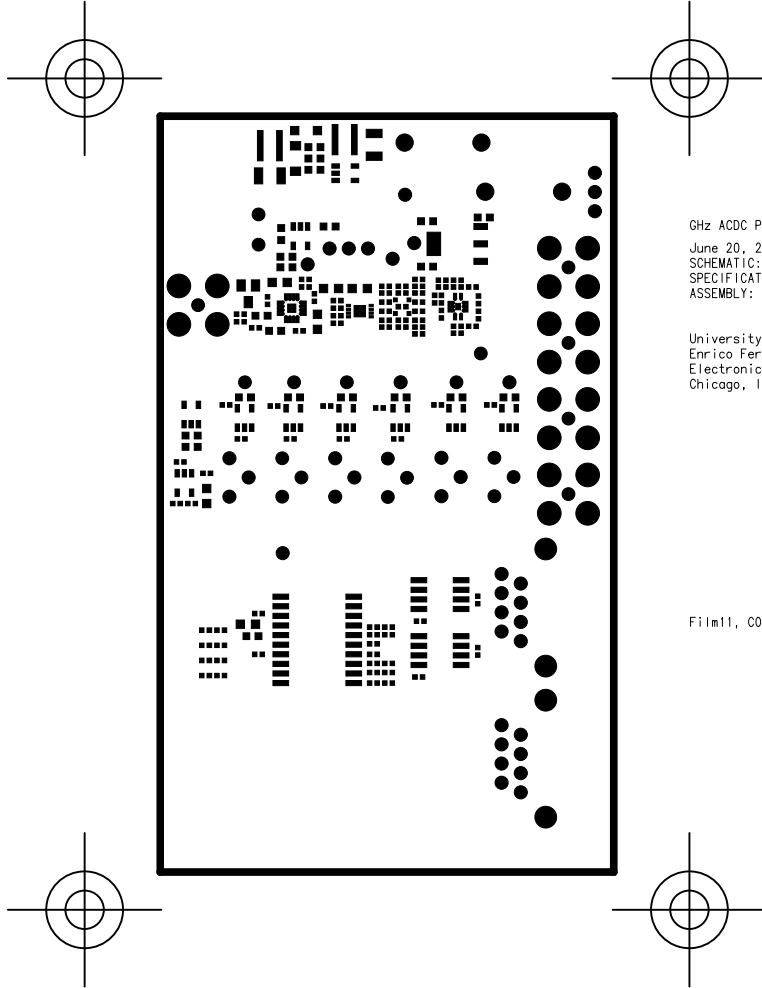 GHz ACDC P
June 20, 2
SCHEMATIC:
SPECIFICAT
ASSEMBLY:
University
Enrico Fer
Electronic
Chicago, I
Film11, CO